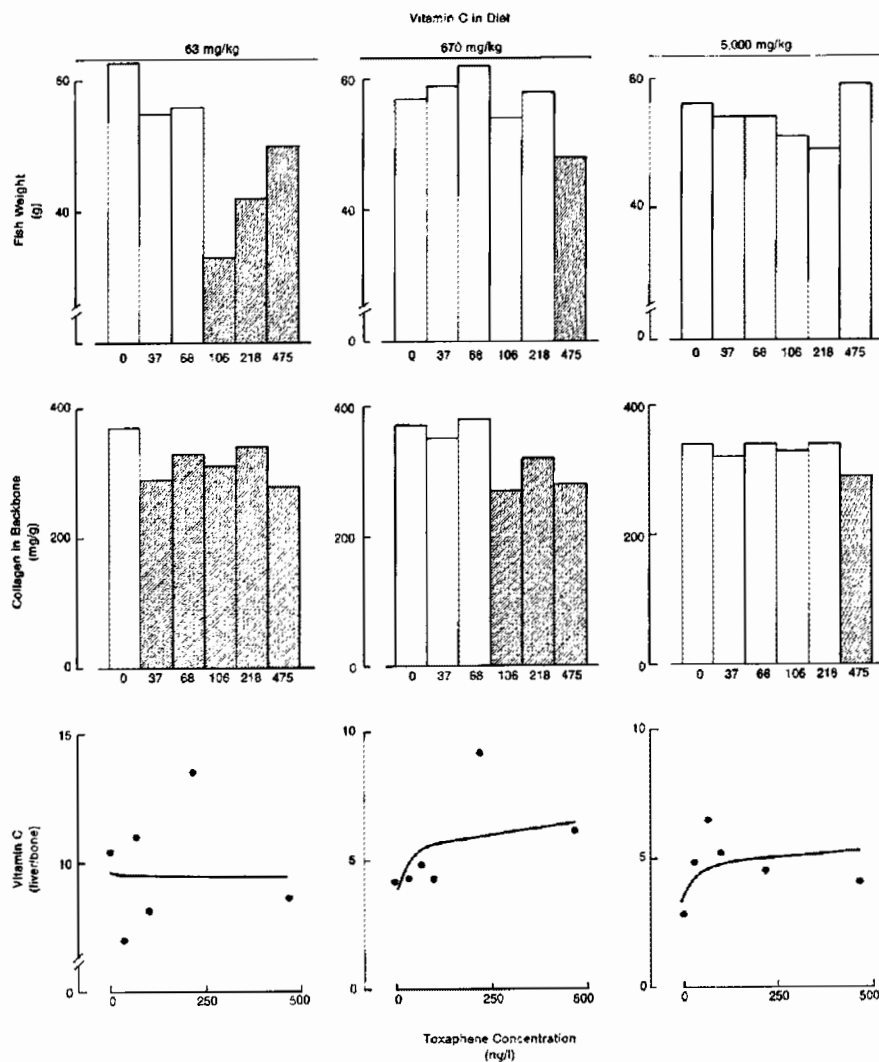 Vitamin C in Diet
63 mg/kg 670 mg/kg 5,000 mg/kg
Fish Weight
(g)
60
40
0 37 68 106 218 475
60
40
0
0 37 68 106 218 475
60
40
0
0 37 68 106 218 475
Collagen in Backbone
(mg/g)
400
200
0
0 37 68 106 218 475
400
200
0
0 37 68 106 218 475
400
200
0
0 37 68 106 218 475
Vitamin C
(liver/bone)
15
10
0
0 250 500
10
5
0
0 250 500
10
5
0
0 250 500
Toxaphene Concentration
(ng/l)